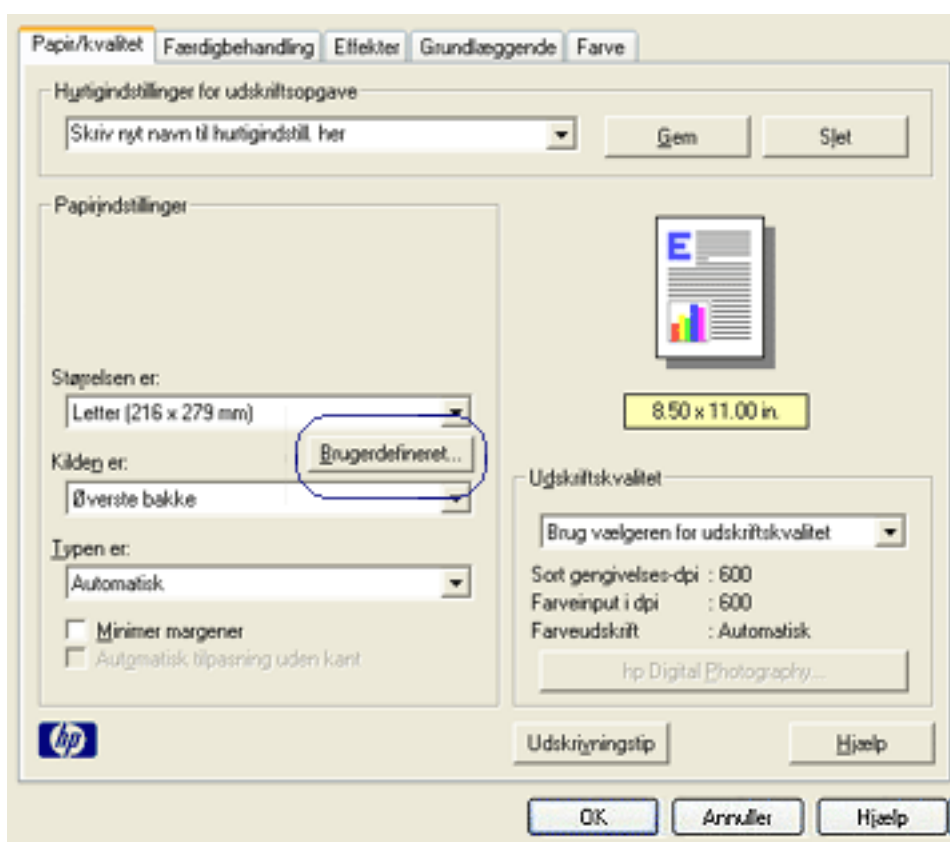 Papir/kvalitet Færdigbehandling Effekter Grundlæggende Farve
Hurtigindstillinger for udskriftsopgave
Skriv nyt navn til hurtigindstill. her Gem Slet
Papirindstillinger
E
Størrelsen er:
Letter (216 x 279 mm)
8.50 x 11.00 in.
Brugerdefineret...
Kilden er:
Øverste bakke
Udskriftskvalitet
Brug vælgeren for udskriftskvalitet
Typen er:
Automatisk
Sort gengivelses-dpi : 600
Farveinput i dpi : 600
Farveudskrift : Automatisk
Minimer margener
Automatisk tilpasning uden kant
hp Digital Photography...
hp
Udskrivningstip Hjælp
OK Annuller Hjælp